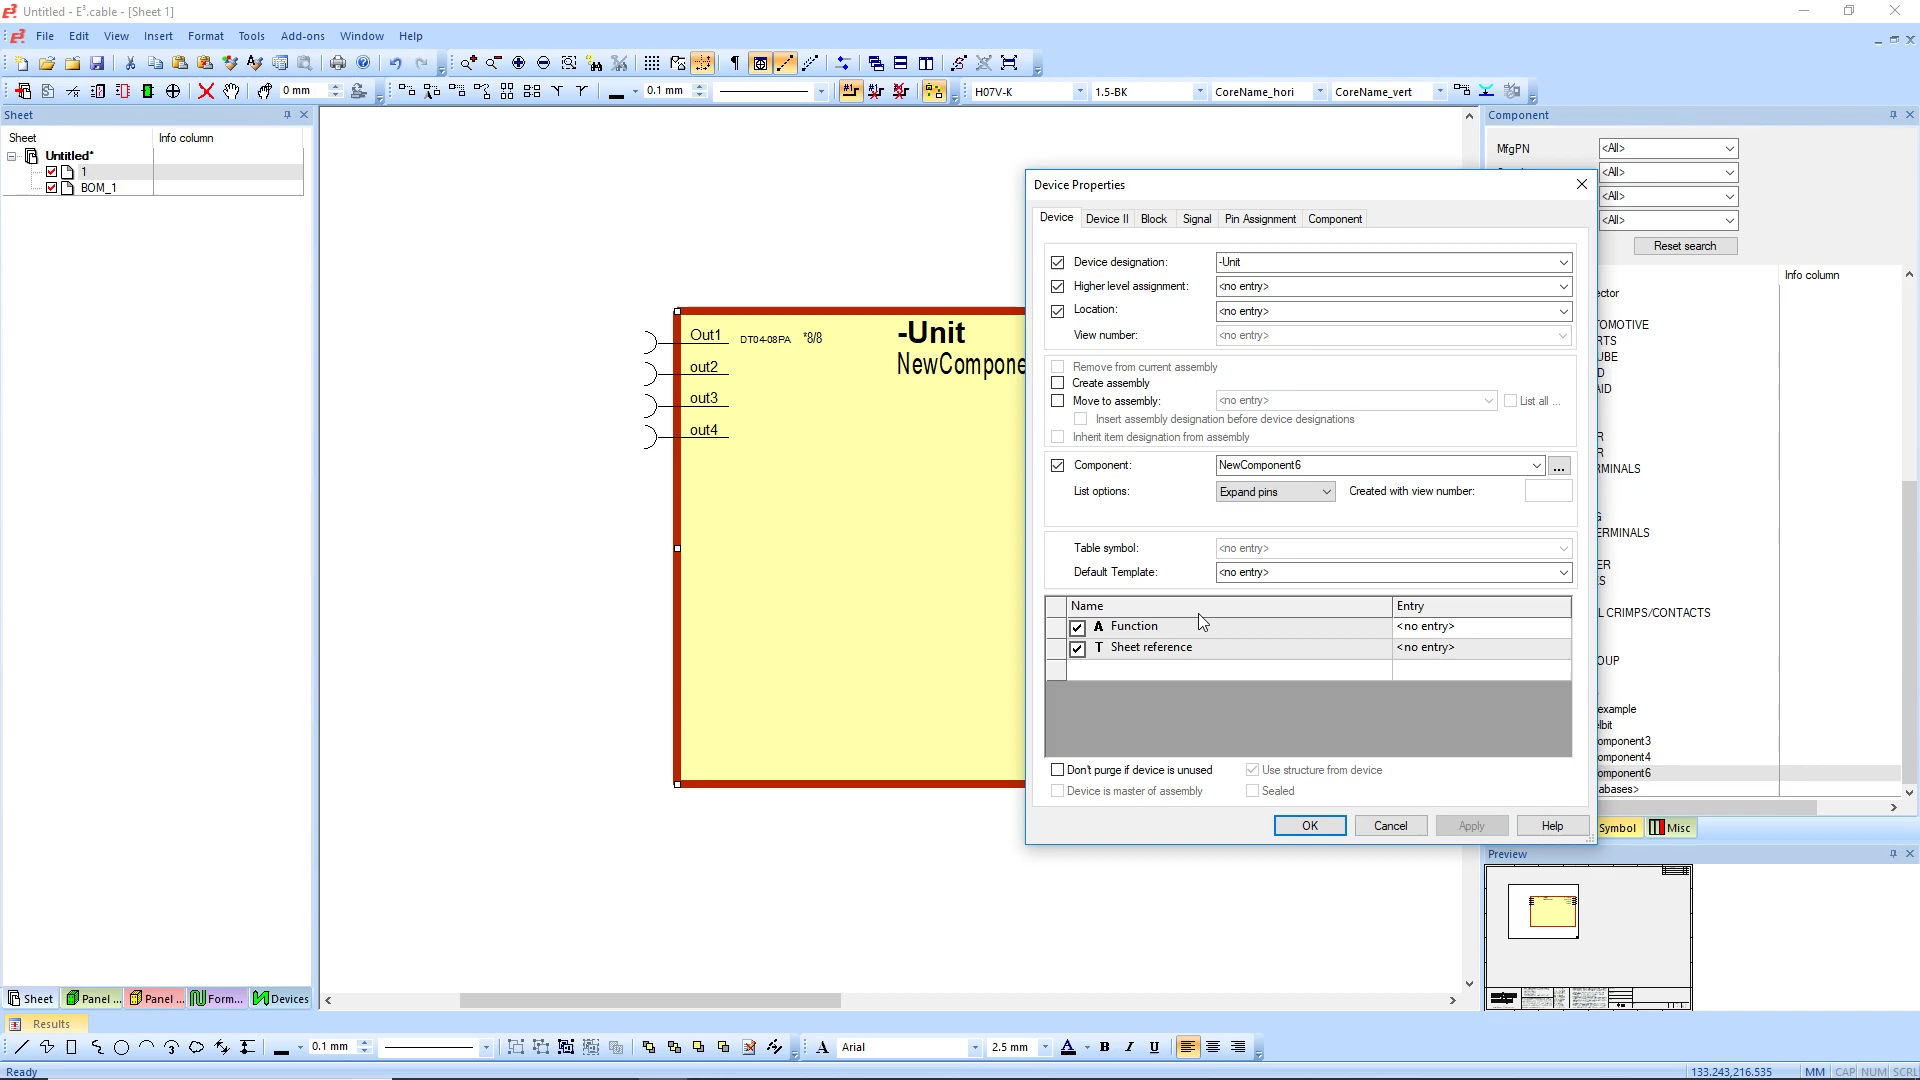 Untitled - E³.cable - [Sheet 1]
File Edit View Insert Format Tools Add-ons Window Help
0 mm
0.1 mm
H07V-K
1.5-BK
CoreName_hori
CoreName_vert
Sheet
Sheet Info column
Untitled*
1
BOM_1
Out1 DT04-08PA *8/8
out2
out3
out4
-Unit
NewCompone
Device Properties
Device Device II Block Signal Pin Assignment Component
Device designation: -Unit
Higher level assignment: <no entry>
Location: <no entry>
View number: <no entry>
Remove from current assembly
Create assembly
Move to assembly: <no entry> List all ...
Insert assembly designation before device designations
Inherit item designation from assembly
Component: NewComponent6 ...
List options: Expand pins Created with view number:
Table symbol: <no entry>
Default Template: <no entry>
Name Entry
A Function <no entry>
T Sheet reference <no entry>
Don't purge if device is unused Use structure from device
Device is master of assembly Sealed
OK Cancel Apply Help
Component
MfgPN <All>
<All>
<All>
<All>
Reset search
Info column
ector
OMOTIVE
RTS
UBE
D
AID
R
R
RMINALS
G
ERMINALS
ER
S
L CRIMPS/CONTACTS
OUP
example
lbit
omponent3
omponent4
omponent6
abases>
Symbol Misc
Preview
Sheet Panel ... Panel ... Form... Devices
Results
0.1 mm
A Arial 2.5 mm A B I U
Ready 133.243,216.535 MM CAP NUM SCRL